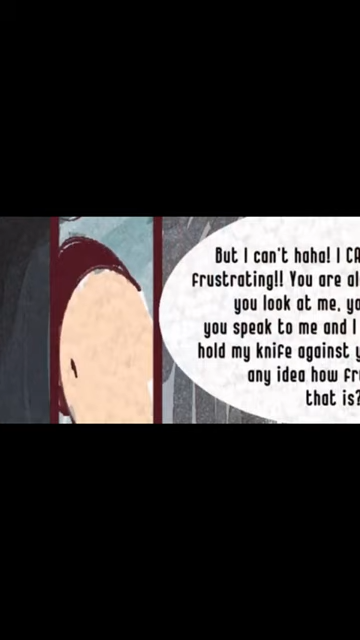 But I can't haha! I CA
frustrating!! You are al
you look at me, yo
you speak to me and I
hold my knife against y
any idea how fr
that is?